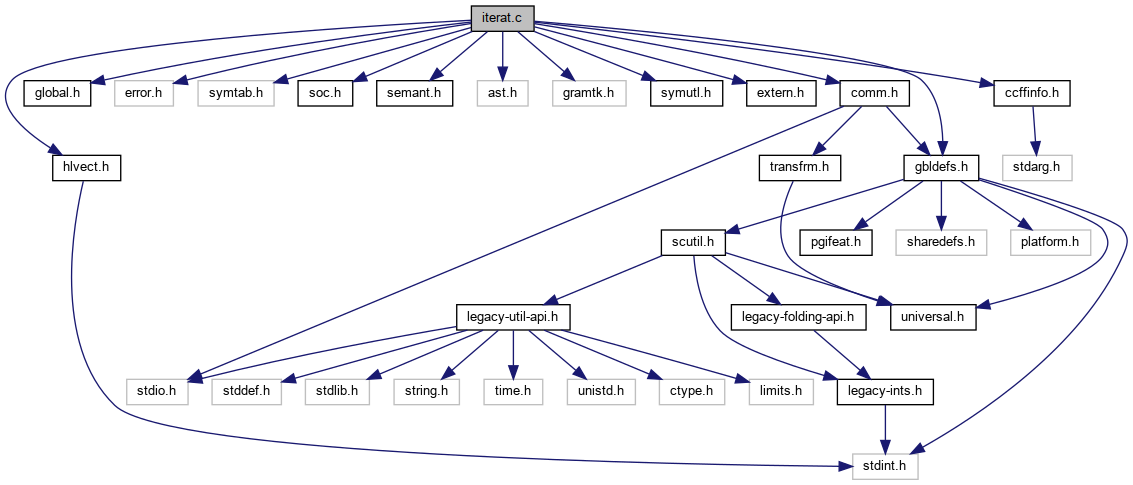 iterat.c
global.h
error.h
symtab.h
soc.h
semant.h
ast.h
gramtk.h
symutl.h
extern.h
comm.h
ccffinfo.h
hlvect.h
transfrm.h
gbldefs.h
stdarg.h
scutil.h
pgifeat.h
sharedefs.h
platform.h
legacy-util-api.h
legacy-folding-api.h
universal.h
stdio.h
stddef.h
stdlib.h
string.h
time.h
unistd.h
ctype.h
limits.h
legacy-ints.h
stdint.h